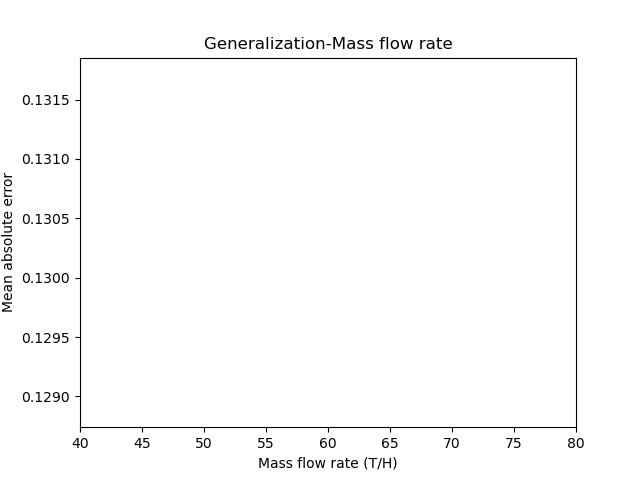 Generalization-Mass flow rate
0.1315
0.1310
0.1305
0.1300
0.1295
0.1290
Mean absolute error
40 45 50 55 60 65 70 75 80
Mass flow rate (T/H)